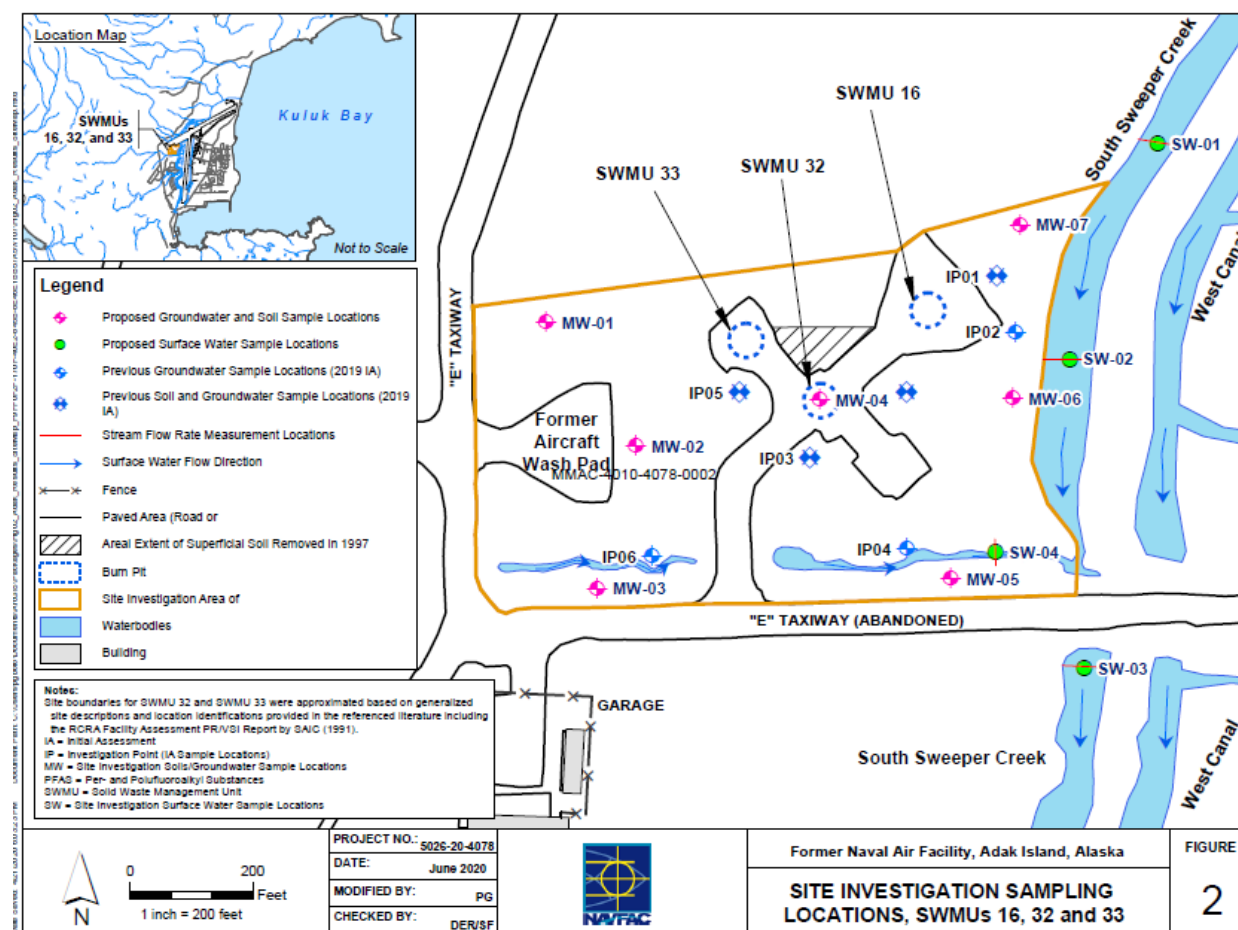 Location Map
Kuluk Bay
SWMUs
16, 32, and 33
Not to Scale
Legend
Proposed Groundwater and Soil Sample Locations
Proposed Surface Water Sample Locations
Previous Groundwater Sample Locations (2019 IA)
Previous Soil and Groundwater Sample Locations (2019
IA)
Stream Flow Rate Measurement Locations
Surface Water Flow Direction
Fence
Paved Area (Road or
Areal Extent of Superficial Soil Removed in 1997
Burn Pit
Site Investigation Area of
Waterbodies
Building
Notes:
Site boundaries for SWMU 32 and SWMU 33 were approximated based on generalized
site descriptions and location identifications provided in the referenced literature including
the RCRA Facility Assessment PR/VSI Report by SAIC (1991).
IA = Initial Assessment
IP = Investigation Point (IA Sample Locations)
MW = Site Investigation Soils/Groundwater Sample Locations
PFAS = Per- and Polufluoroalkyl Substances
SWMU = Solid Waste Management Unit
SW = Site Investigation Surface Water Sample Locations
SWMU 16
SWMU 32
SWMU 33
South Sweeper Creek
SW-01
West Canal
MW-07
IP01
IP02
"E" TAXIWAY
MW-01
SW-02
IP05
MW-04
MW-06
Former
Aircraft
Wash Pad
MW-02
IP03
MMAC-4010-4078-0002
IP06
IP04
SW-04
MW-03
MW-05
"E" TAXIWAY (ABANDONED)
SW-03
GARAGE
South Sweeper Creek
West Canal
N
0 200
Feet
1 inch = 200 feet
PROJECT NO.: 5026-20-4078
DATE: June 2020
MODIFIED BY: PG
CHECKED BY: DER/SF
NAVFAC
Former Naval Air Facility, Adak Island, Alaska
SITE INVESTIGATION SAMPLING
LOCATIONS, SWMUs 16, 32 and 33
FIGURE
2